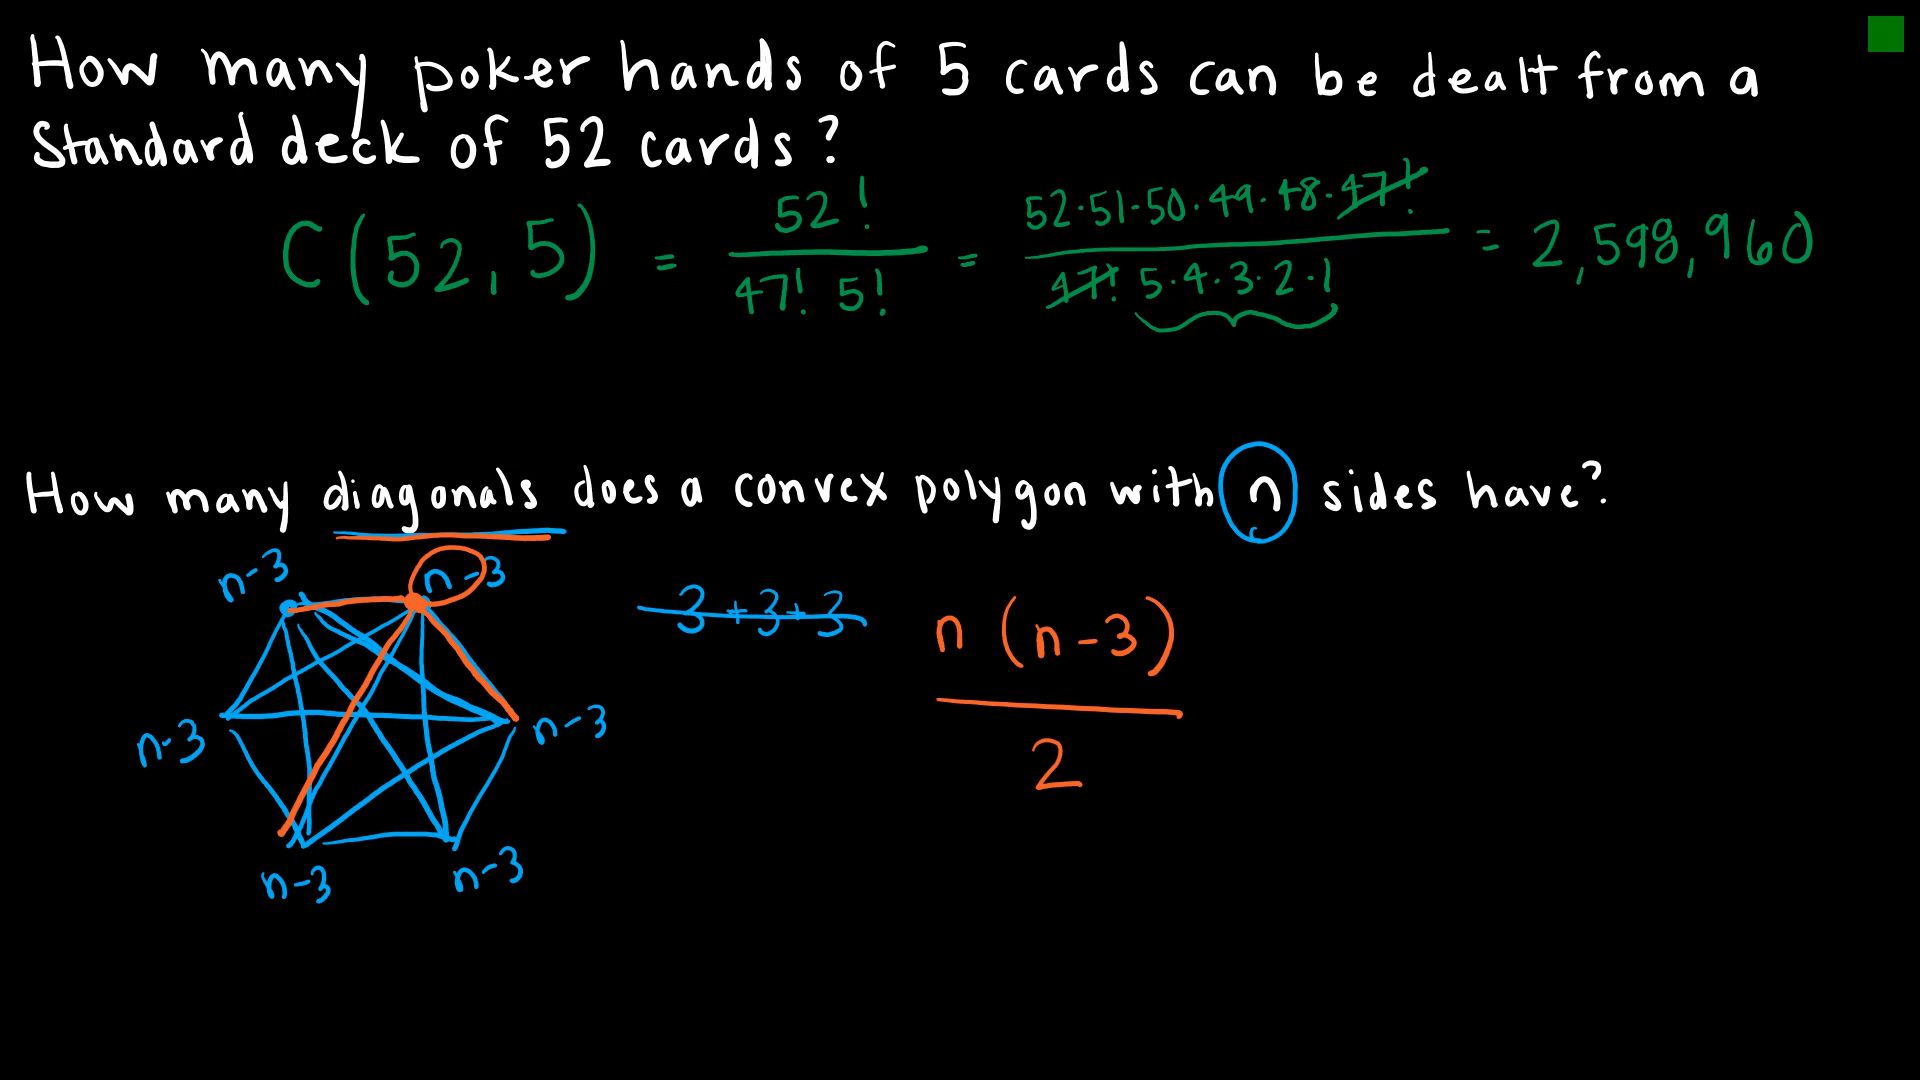 How many poker hands of 5 cards can be dealt from a
Standard deck of 52 cards?
C(52,5) = 52! / 47! 5! = 52·51·50·49·48·47! / 47! 5·4·3·2·1 = 2,598,960
How many diagonals does a convex polygon with n sides have?
n-3 n-3
3+3+3 n(n-3)
n-3 n-3
2
n-3 n-3